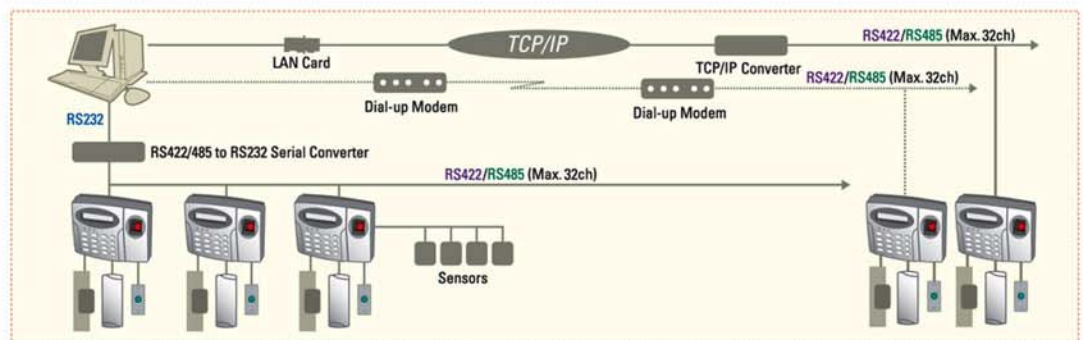 TCP/IP
RS422/RS485 (Max. 32ch)
LAN Card
TCP/IP Converter
RS422/RS485 (Max. 32ch)
Dial-up Modem
Dial-up Modem
RS232
RS422/485 to RS232 Serial Converter
RS422/RS485 (Max. 32ch)
Sensors